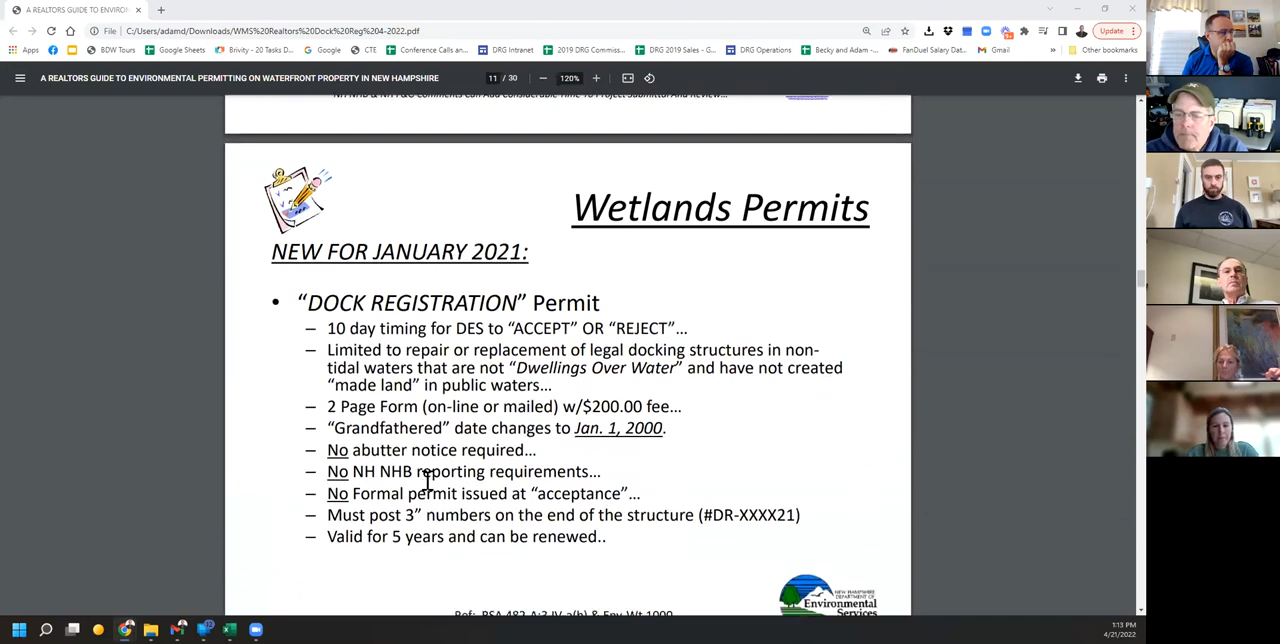 A REALTORS GUIDE TO ENVIRON
File C:/Users/adamd/Downloads/WMS%20Realtors%20Dock%20Reg%204-2022.pdf
Update
Apps BDW Tours Google Sheets Brivity - 20 Tasks D... Google CTE Conference Calls an... DRG Intranet 2019 DRG Commiss... DRG 2019 Sales - G... DRG Operations Becky and Adam -... FanDuel Salary Dat... Gmail » Other bookmarks
A REALTORS GUIDE TO ENVIRONMENTAL PERMITTING ON WATERFRONT PROPERTY IN NEW HAMPSHIRE 11 / 30 120%
NH NHB & NH F&G Comments Can Add Considerable Time To Project Submittal And Review...
Wetlands Permits
NEW FOR JANUARY 2021:
• “DOCK REGISTRATION” Permit
– 10 day timing for DES to “ACCEPT” OR “REJECT”...
– Limited to repair or replacement of legal docking structures in non-
tidal waters that are not “Dwellings Over Water” and have not created
“made land” in public waters...
– 2 Page Form (on-line or mailed) w/$200.00 fee...
– “Grandfathered” date changes to Jan. 1, 2000.
– No abutter notice required...
– No NH NHB reporting requirements...
– No Formal permit issued at “acceptance”...
– Must post 3” numbers on the end of the structure (#DR-XXXX21)
– Valid for 5 years and can be renewed..
NEW HAMPSHIRE
DEPARTMENT OF
Environmental
Services
Ref: RSA 482-A:3 IV-a(b) & Env-Wt 1000
1:13 PM
4/21/2022